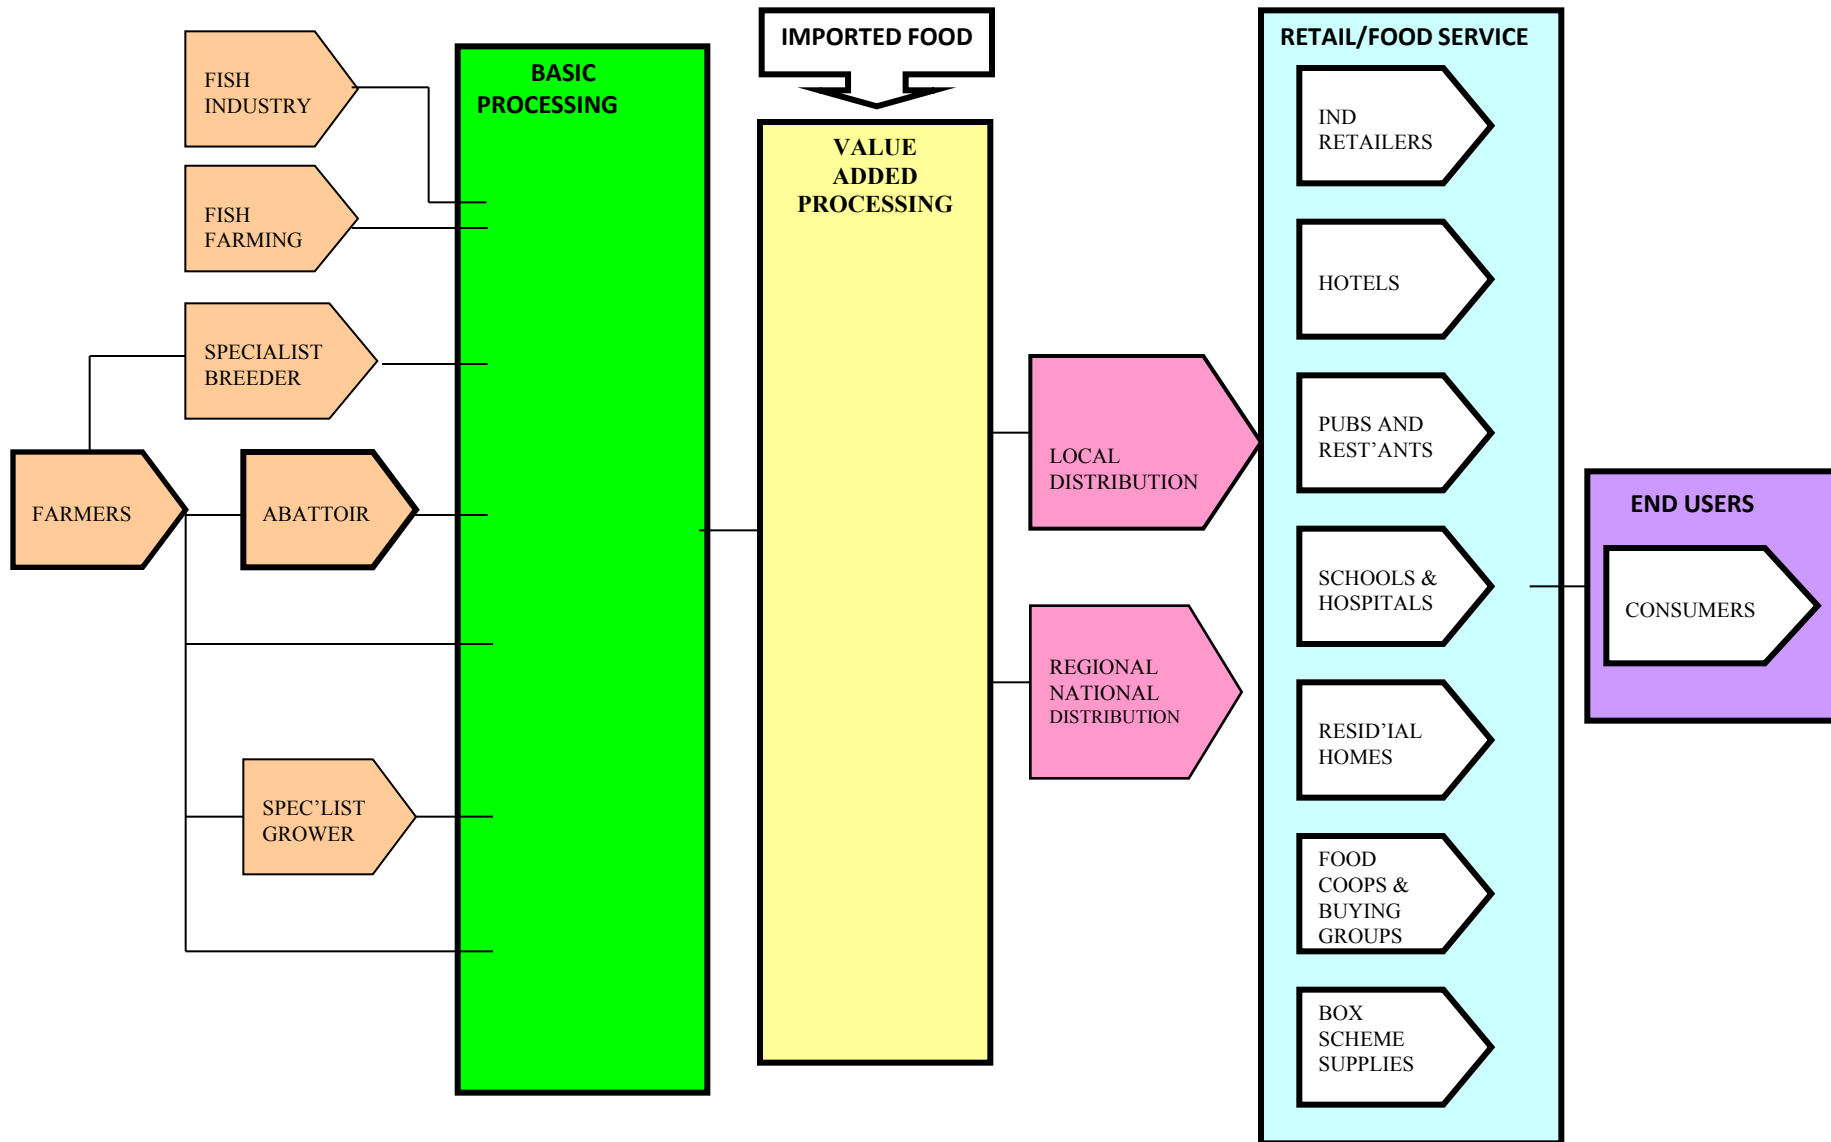 FISH
INDUSTRY
FISH
FARMING
SPECIALIST
BREEDER
FARMERS
ABATTOIR
SPEC'LIST
GROWER
BASIC
PROCESSING
IMPORTED FOOD
VALUE
ADDED
PROCESSING
LOCAL
DISTRIBUTION
REGIONAL
NATIONAL
DISTRIBUTION
RETAIL/FOOD SERVICE
IND
RETAILERS
HOTELS
PUBS AND
REST'ANTS
SCHOOLS &
HOSPITALS
RESID'IAL
HOMES
FOOD
COOPS &
BUYING
GROUPS
BOX
SCHEME
SUPPLIES
END USERS
CONSUMERS